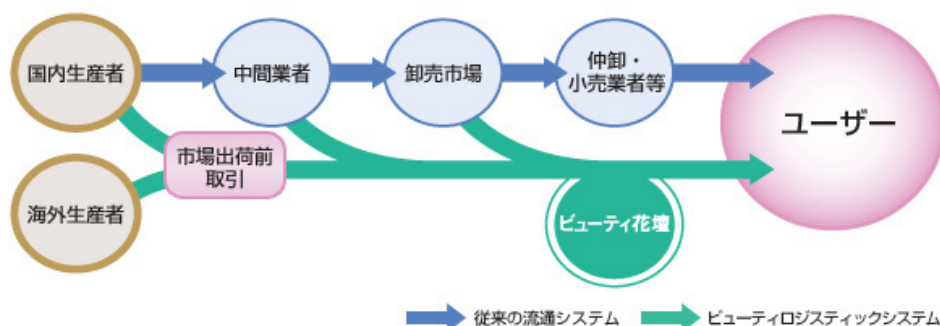 国内生産者
中間業者
卸売市場
仲卸・
小売業者等
ユーザー
市場出荷前
取引
海外生産者
ビューティ花壇
従来の流通システム
ビューティロジスティックシステム